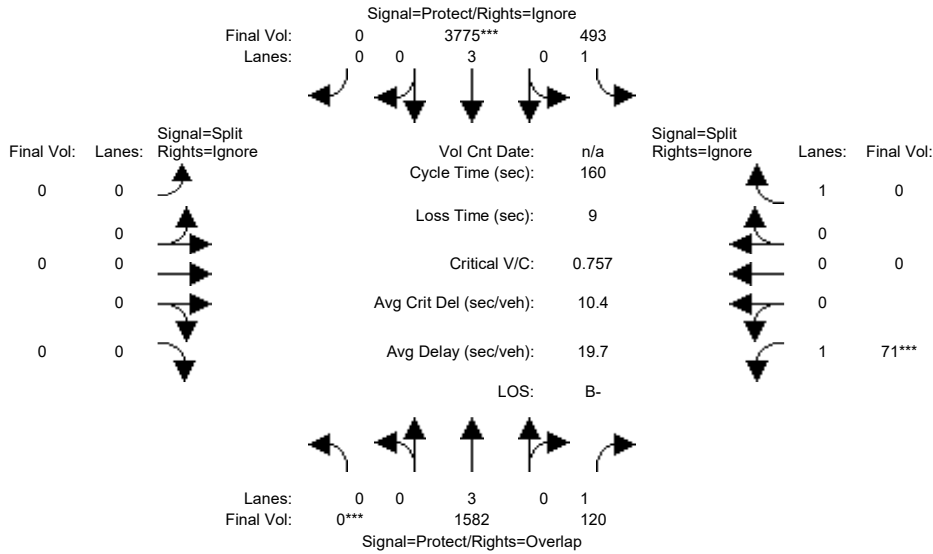 Signal=Protect/Rights=Ignore
Final Vol: 0 3775*** 493
Lanes: 0 0 3 0 1
Signal=Split
Final Vol: Lanes: Rights=Ignore
Vol Cnt Date: n/a
Signal=Split
Rights=Ignore Lanes: Final Vol:
Cycle Time (sec): 160
0 0
1 0
Loss Time (sec): 9
0
0
0 0
Critical V/C: 0.757
0 0
0
Avg Crit Del (sec/veh): 10.4
0
0 0
Avg Delay (sec/veh): 19.7
1 71***
LOS: B-
Lanes: 0 0 3 0 1
Final Vol: 0*** 1582 120
Signal=Protect/Rights=Overlap